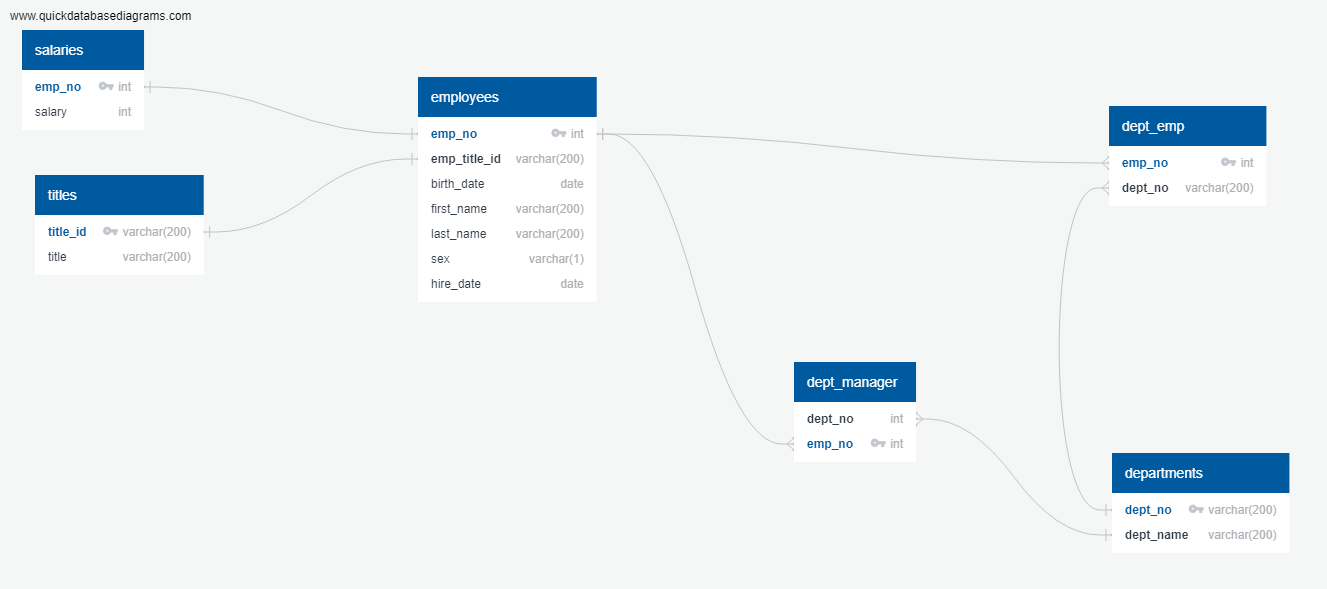 www.quickdatabasediagrams.com
salaries
emp_no int
salary int
titles
title_id varchar(200)
title varchar(200)
employees
emp_no int
emp_title_id varchar(200)
birth_date date
first_name varchar(200)
last_name varchar(200)
sex varchar(1)
hire_date date
dept_emp
emp_no int
dept_no varchar(200)
dept_manager
dept_no int
emp_no int
departments
dept_no varchar(200)
dept_name varchar(200)